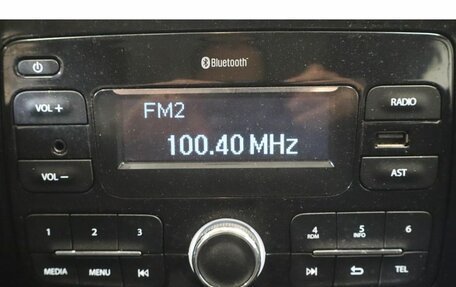 Bluetooth
VOL +
FM2
RADIO
100.40 MHz
VOL –
AST
1 2 3
4 RDM 5 INFO 6
MEDIA MENU
TEL